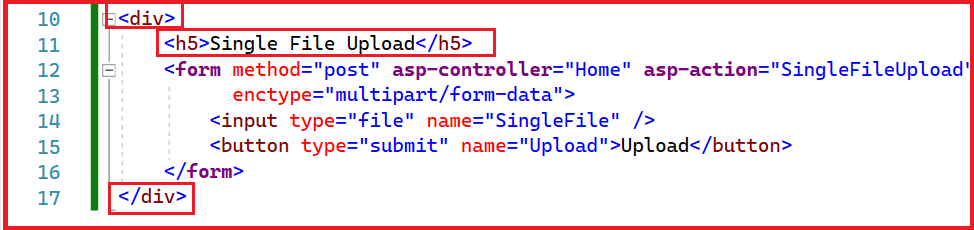 10 <div>
11 <h5>Single File Upload</h5>
12 <form method="post" asp-controller="Home" asp-action="SingleFileUpload"
13 enctype="multipart/form-data">
14 <input type="file" name="SingleFile" />
15 <button type="submit" name="Upload">Upload</button>
16 </form>
17 </div>